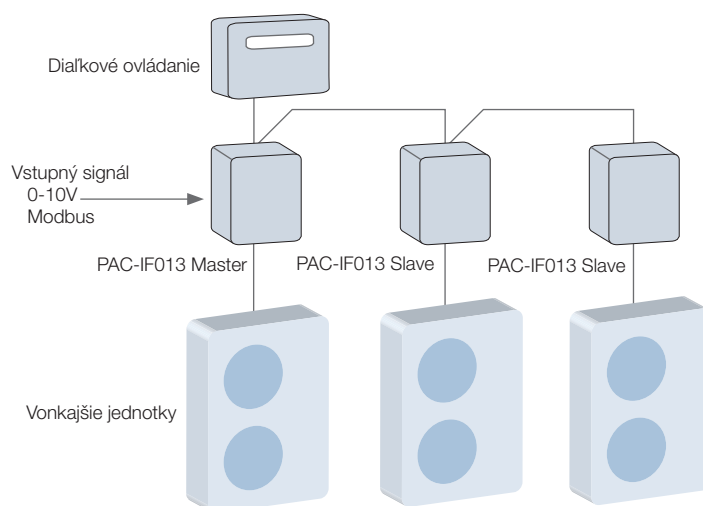 Diaľkové ovládanie
Vstupný signál
0-10V
Modbus
PAC-IF013 Master
PAC-IF013 Slave
PAC-IF013 Slave
Vonkajšie jednotky